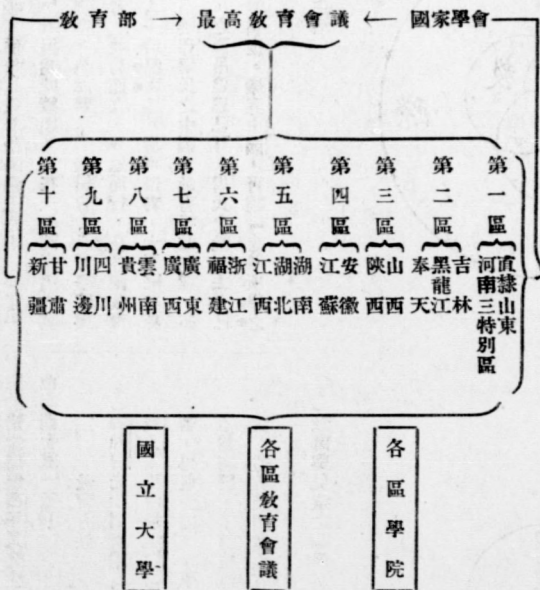 國家學會 → 最高敎育會議 ← 敎育部
第一區
直隸 山東
河南 三特別區
第二區
吉林
黑龍江
奉天
第三區
山西
陝西
第四區
安徽
江蘇
第五區
湖南
湖北
江西
第六區
浙江
福建
第七區
廣東
廣西
第八區
雲南
貴州
第九區
四川
川邊
第十區
甘肅
新疆
各區學院
各區敎育會議
國立大學